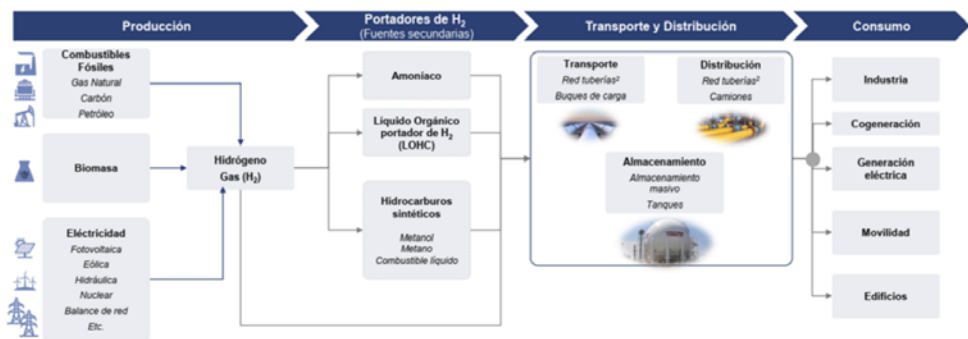 Producción
Portadores de H2
(Fuentes secundarias)
Transporte y Distribución
Consumo
Combustibles
Fósiles
Gas Natural
Carbón
Petróleo
Biomasa
Eléctricidad
Fotovoltaica
Eólica
Hidráulica
Nuclear
Balance de red
Etc.
Hidrógeno
Gas (H2)
Amoníaco
Líquido Orgánico
portador de H2
(LOHC)
Hidrocarburos
sintéticos
Metanol
Metano
Combustible líquido
Transporte
Red tuberías2
Buques de carga
Distribución
Red tuberías2
Camiones
Almacenamiento
Almacenamiento
masivo
Tanques
Industria
Cogeneración
Generación
eléctrica
Movilidad
Edificios